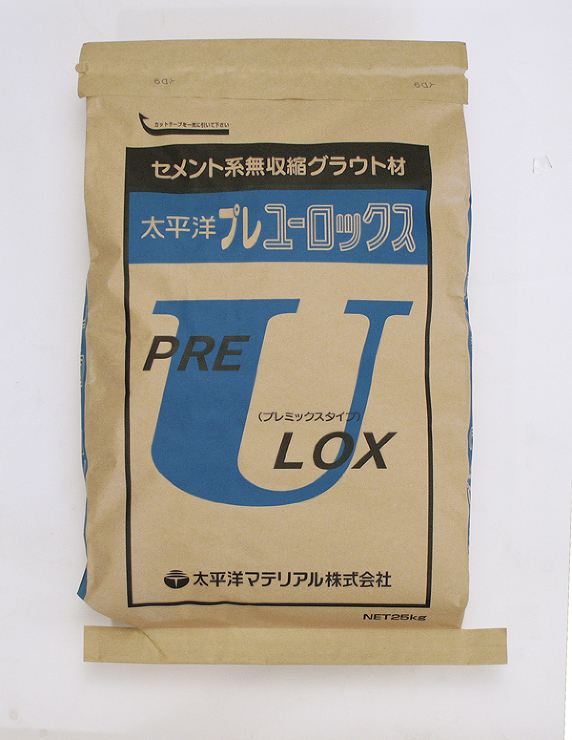 カットテープを一気に引いて下さい
セメント系無収縮グラウト材
太平洋プレユーロックス
PRE
U
(プレミックスタイプ)
LOX
太平洋マテリアル株式会社
NET25kg